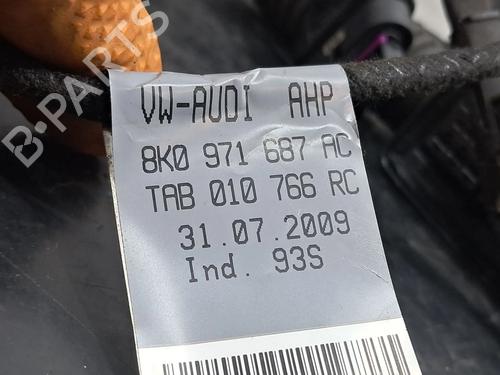 B-PARTS
VW-AUDI AHP
8K0 971 687 AC
TAB 010 766 RC
31.07.2009
Ind. 93S